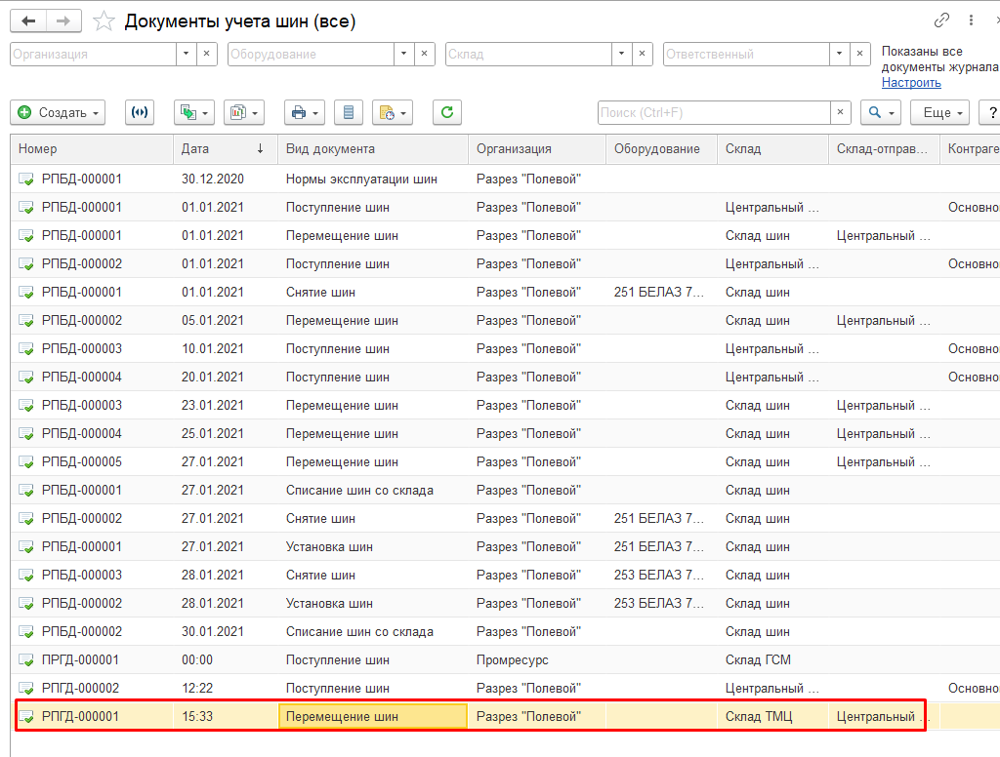 Документы учета шин (все)
Организация Оборудование Склад Ответственный Показаны все
документы журнала
Настроить
Создать Поиск (Ctrl+F) Еще ?
Номер Дата ↓ Вид документа Организация Оборудование Склад Склад-отправ... Контраге
РПБД-000001 30.12.2020 Нормы эксплуатации шин Разрез "Полевой"
РПБД-000001 01.01.2021 Поступление шин Разрез "Полевой" Центральный ... Основно
РПБД-000001 01.01.2021 Перемещение шин Разрез "Полевой" Склад шин Центральный ...
РПБД-000002 01.01.2021 Поступление шин Разрез "Полевой" Центральный ... Основно
РПБД-000001 01.01.2021 Снятие шин Разрез "Полевой" 251 БЕЛАЗ 7... Склад шин
РПБД-000002 05.01.2021 Перемещение шин Разрез "Полевой" Склад шин Центральный ...
РПБД-000003 10.01.2021 Поступление шин Разрез "Полевой" Центральный ... Основно
РПБД-000004 20.01.2021 Поступление шин Разрез "Полевой" Центральный ... Основно
РПБД-000003 23.01.2021 Перемещение шин Разрез "Полевой" Склад шин Центральный ...
РПБД-000004 25.01.2021 Перемещение шин Разрез "Полевой" Склад шин Центральный ...
РПБД-000005 27.01.2021 Перемещение шин Разрез "Полевой" Склад шин Центральный ...
РПБД-000001 27.01.2021 Списание шин со склада Разрез "Полевой" Склад шин
РПБД-000002 27.01.2021 Снятие шин Разрез "Полевой" 251 БЕЛАЗ 7... Склад шин
РПБД-000001 27.01.2021 Установка шин Разрез "Полевой" 251 БЕЛАЗ 7... Склад шин
РПБД-000003 28.01.2021 Снятие шин Разрез "Полевой" 253 БЕЛАЗ 7... Склад шин
РПБД-000002 28.01.2021 Установка шин Разрез "Полевой" 253 БЕЛАЗ 7... Склад шин
РПБД-000002 30.01.2021 Списание шин со склада Разрез "Полевой" Склад шин
ПРГД-000001 00:00 Поступление шин Промресурс Склад ГСМ
РПГД-000002 12:22 Поступление шин Разрез "Полевой" Центральный ... Основно
РПГД-000001 15:33 Перемещение шин Разрез "Полевой" Склад ТМЦ Центральный ...